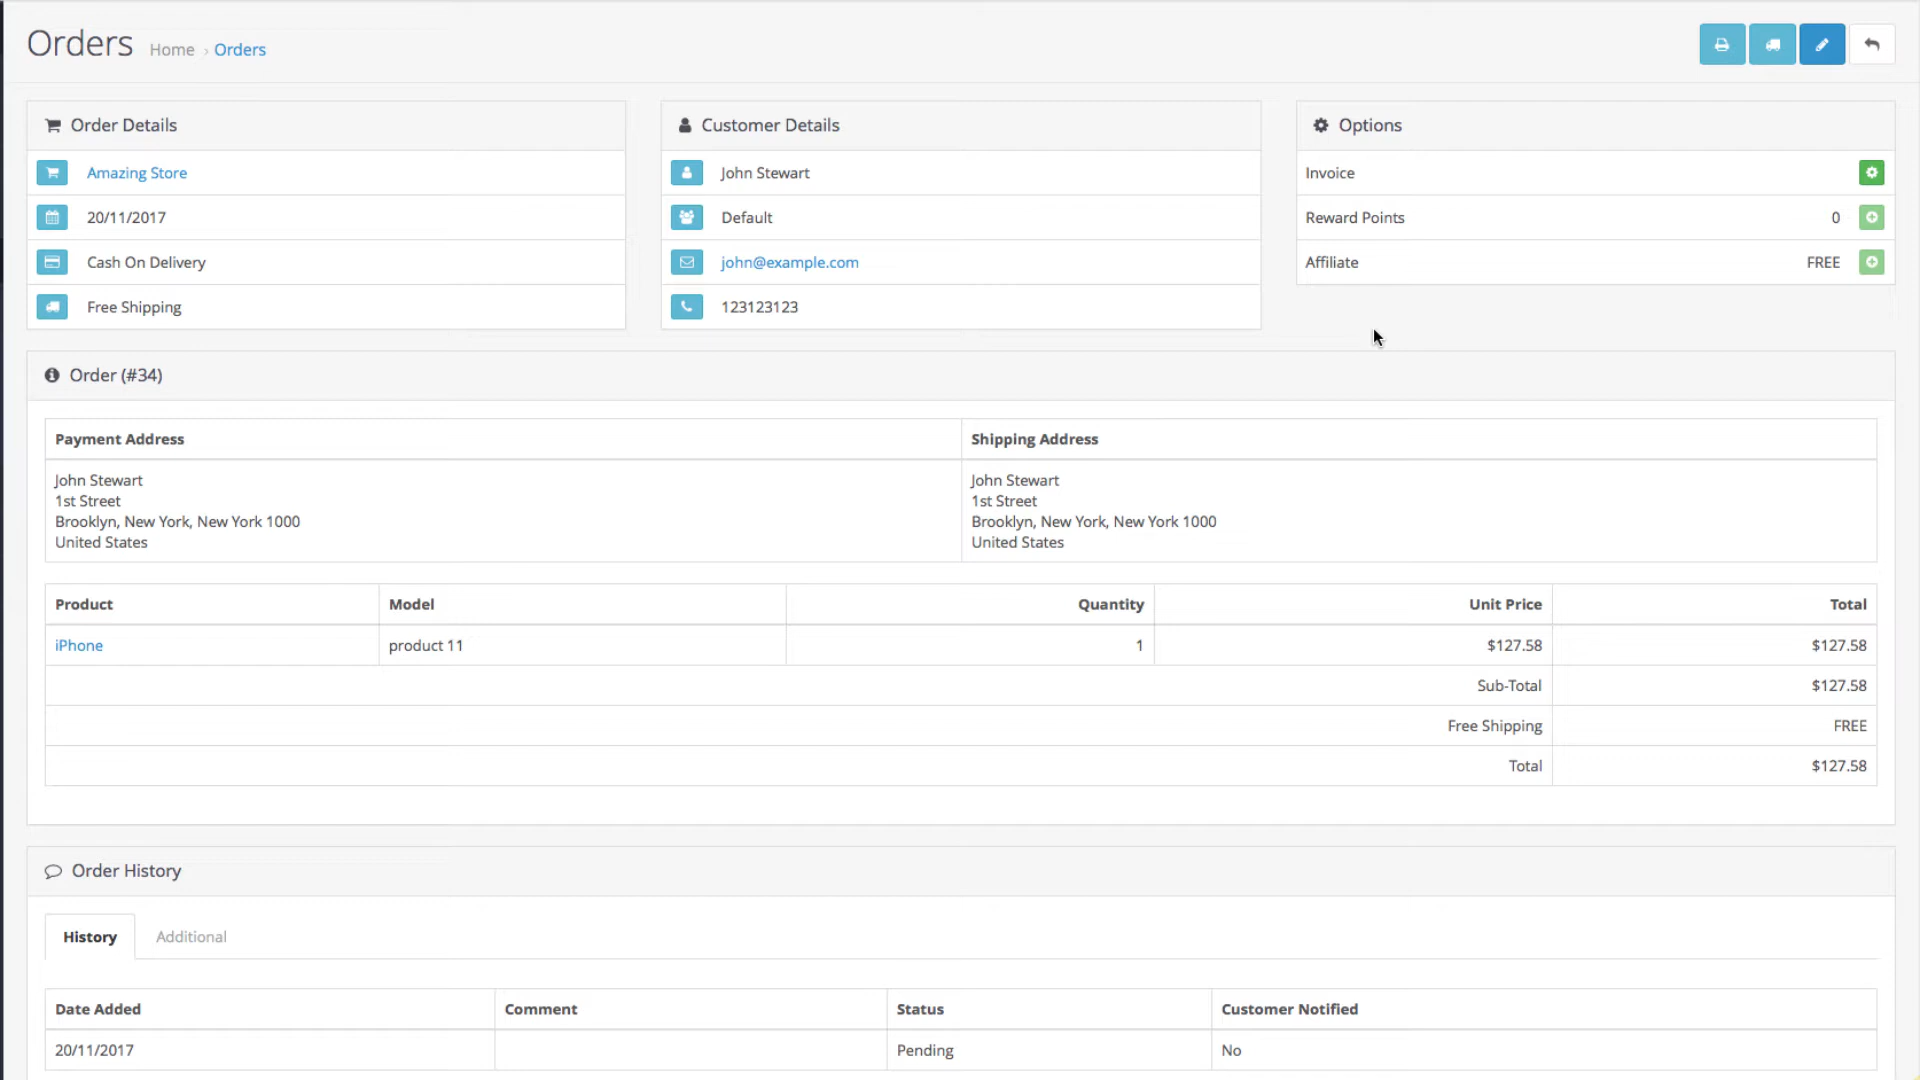 Orders Home › Orders
Order Details
Amazing Store
20/11/2017
Cash On Delivery
Free Shipping
Customer Details
John Stewart
Default
john@example.com
123123123
Options
Invoice
Reward Points 0
Affiliate FREE
Order (#34)
Payment Address
John Stewart
1st Street
Brooklyn, New York, New York 1000
United States
Shipping Address
John Stewart
1st Street
Brooklyn, New York, New York 1000
United States
Product Model Quantity Unit Price Total
iPhone product 11 1 $127.58 $127.58
Sub-Total $127.58
Free Shipping FREE
Total $127.58
Order History
History Additional
Date Added Comment Status Customer Notified
20/11/2017 Pending No